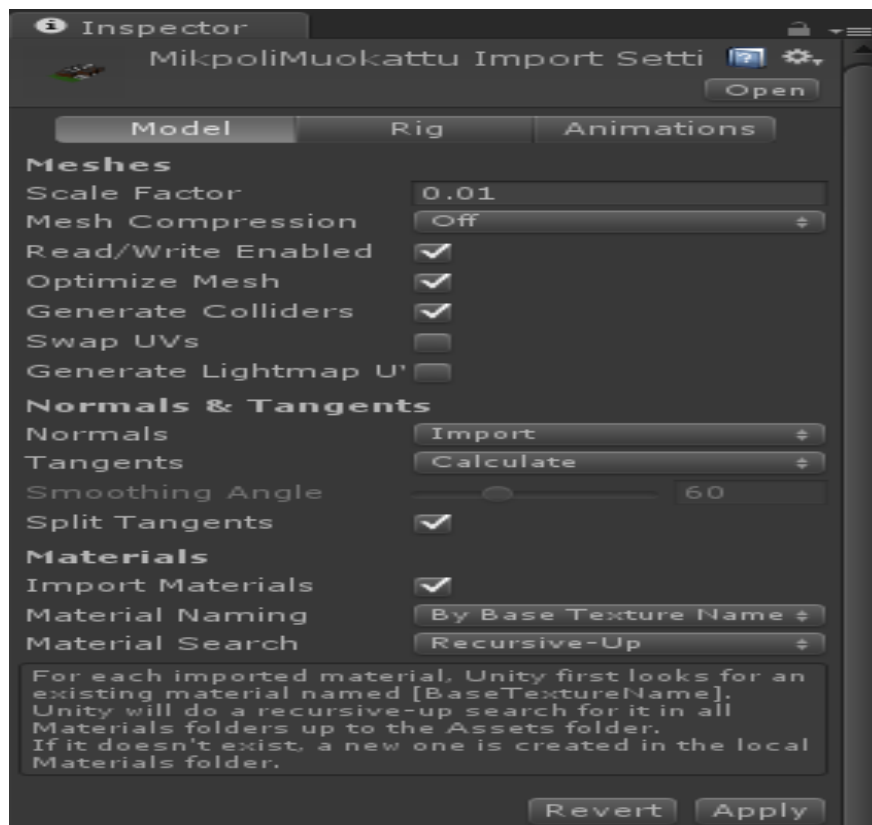 Inspector
MikpoliMuokattu Import Setti
Open
Model Rig Animations
Meshes
Scale Factor 0.01
Mesh Compression Off
Read/Write Enabled
Optimize Mesh
Generate Colliders
Swap UVs
Generate Lightmap U
Normals & Tangents
Normals Import
Tangents Calculate
Smoothing Angle 60
Split Tangents
Materials
Import Materials
Material Naming By Base Texture Name
Material Search Recursive-Up
For each imported material, Unity first looks for an
existing material named [BaseTextureName].
Unity will do a recursive-up search for it in all
Materials folders up to the Assets folder.
If it doesn't exist, a new one is created in the local
Materials folder.
Revert Apply